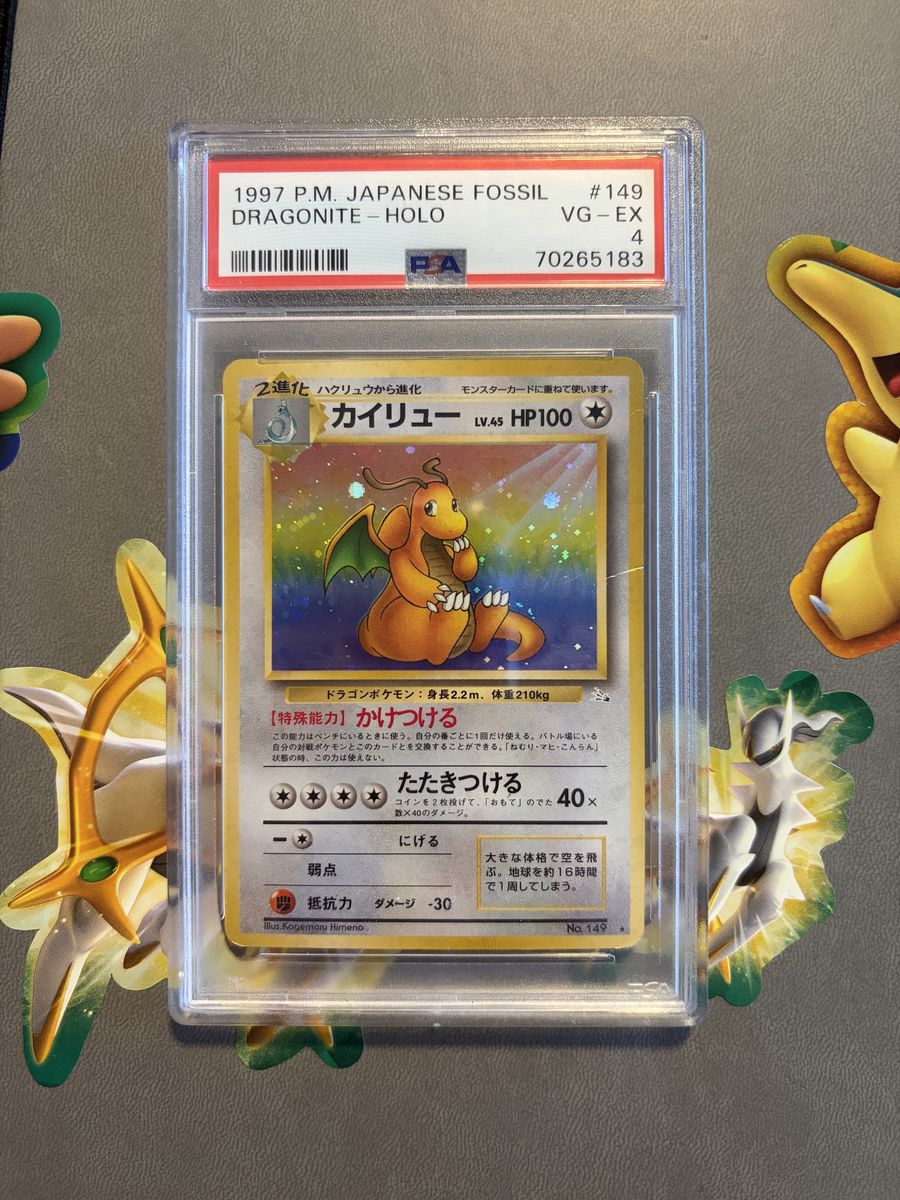 1997 P.M. JAPANESE FOSSIL #149
DRAGONITE-HOLO VG-EX
4
PSA 70265183
2進化 ハクリュウから進化 モンスターカードに重ねて使います。
カイリュー LV.45 HP100
ドラゴンポケモン：身長2.2m、体重210kg
【特殊能力】かけつける
この能力はベンチにいるときに使う。自分の番ごとに1回だけ使える。バトル場にいる
自分の対戦ポケモンとこのカードとを交換することができる。「ねむり・マヒ・こんらん」
状態の時、この力は使えない。
たたきつける
コインを2枚投げて、「おもて」のでた 40×
数×40のダメージ。
にげる
弱点
抵抗力 ダメージ -30
大きな体格で空を飛
ぶ。地球を約16時間
で1周してしまう。
Illus.Kagemaru Himeno No. 149 ★
PSA